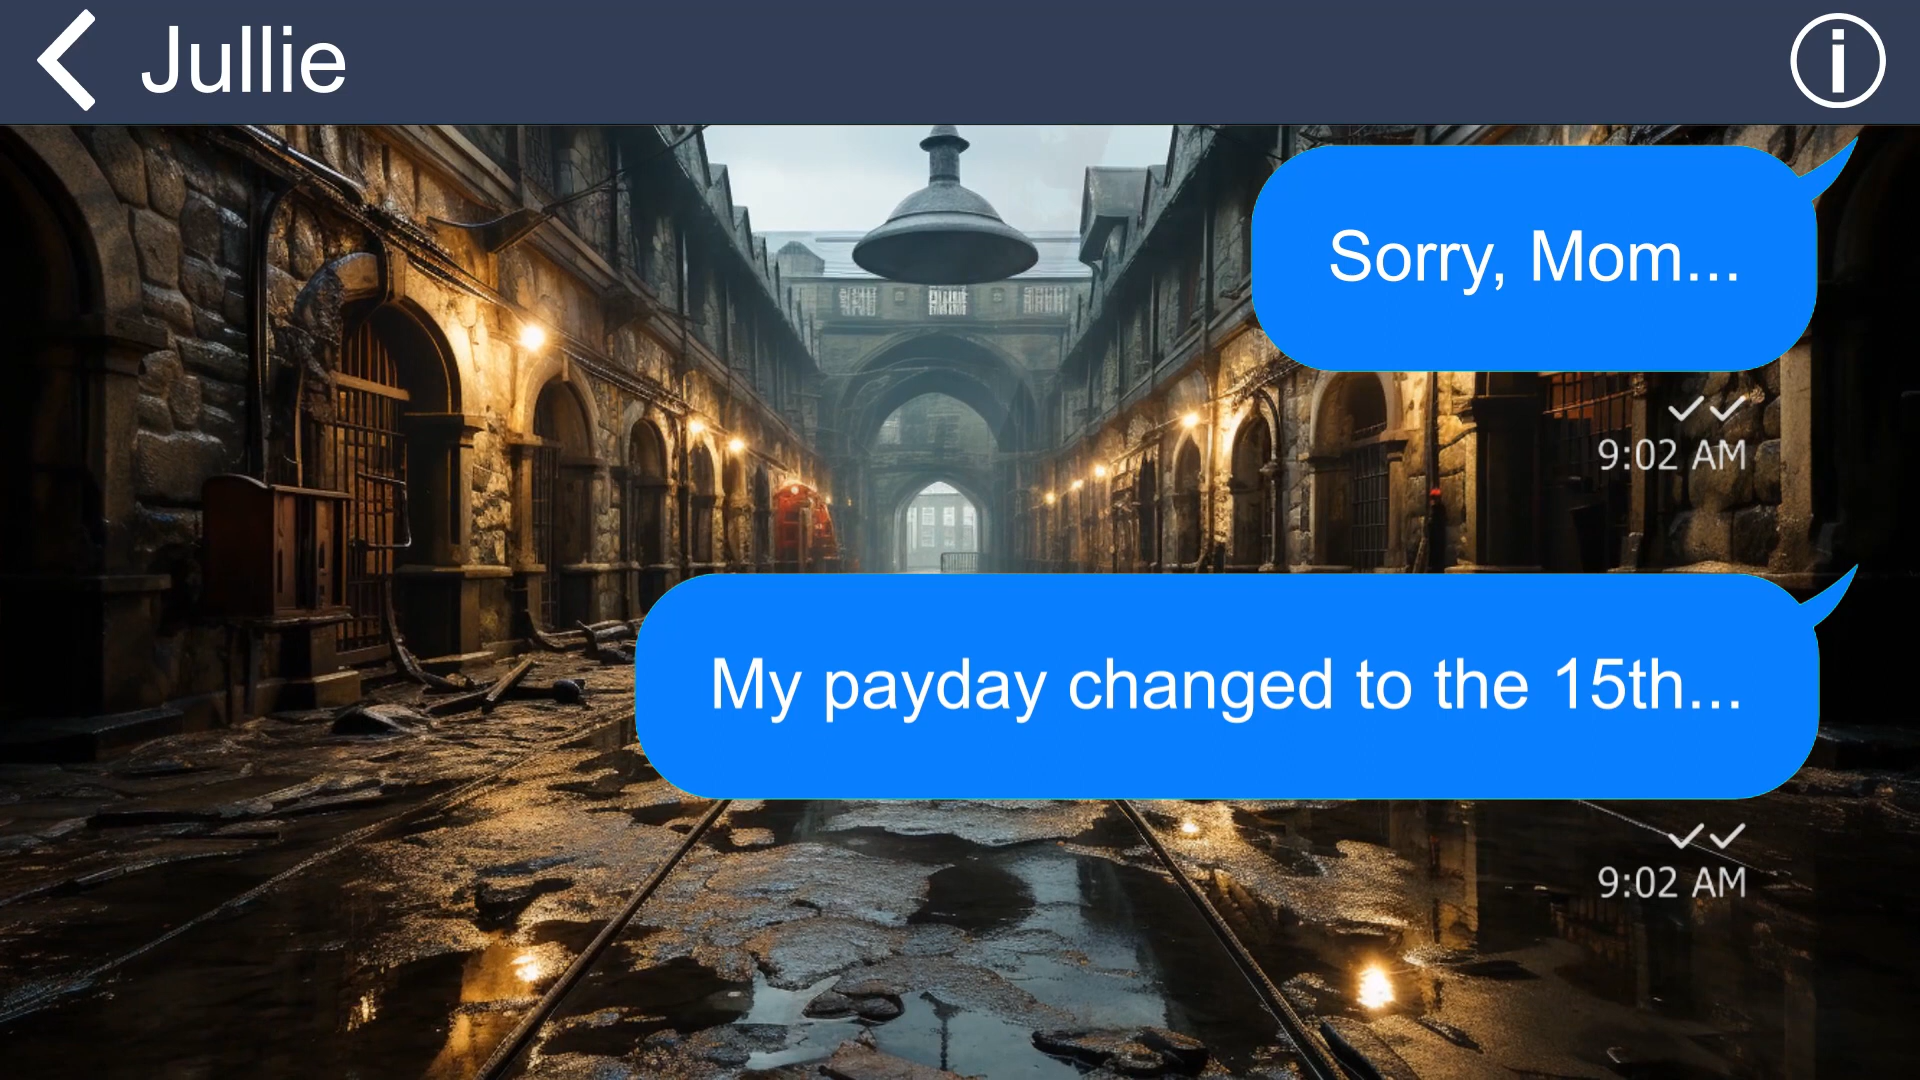 Jullie
Sorry, Mom...
9:02 AM
My payday changed to the 15th...
9:02 AM